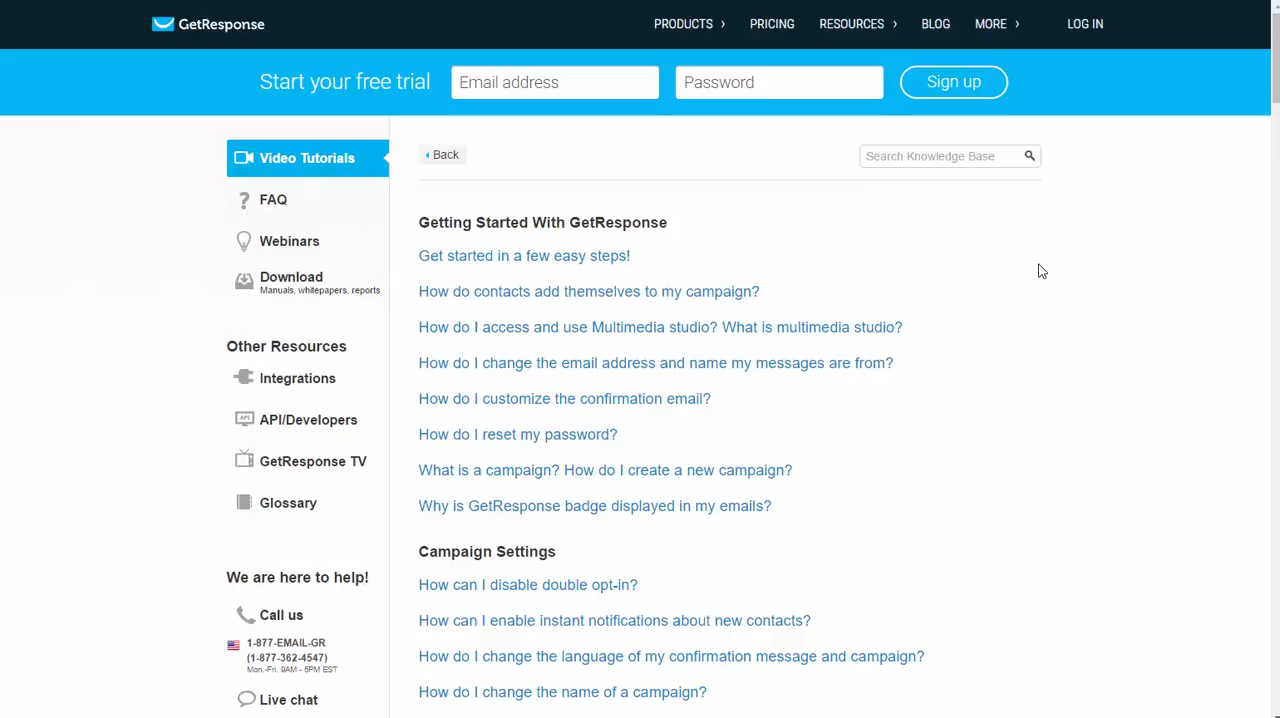 GetResponse
PRODUCTS › PRICING RESOURCES › BLOG MORE › LOG IN
Start your free trial Email address Password Sign up
Video Tutorials
FAQ
Webinars
Download
Manuals, whitepapers, reports
Other Resources
Integrations
API/Developers
GetResponse TV
Glossary
We are here to help!
Call us
1-877-EMAIL-GR
(1-877-362-4547)
Mon.-Fri. 9AM - 5PM EST
Live chat
Back
Search Knowledge Base
Getting Started With GetResponse
Get started in a few easy steps!
How do contacts add themselves to my campaign?
How do I access and use Multimedia studio? What is multimedia studio?
How do I change the email address and name my messages are from?
How do I customize the confirmation email?
How do I reset my password?
What is a campaign? How do I create a new campaign?
Why is GetResponse badge displayed in my emails?
Campaign Settings
How can I disable double opt-in?
How can I enable instant notifications about new contacts?
How do I change the language of my confirmation message and campaign?
How do I change the name of a campaign?